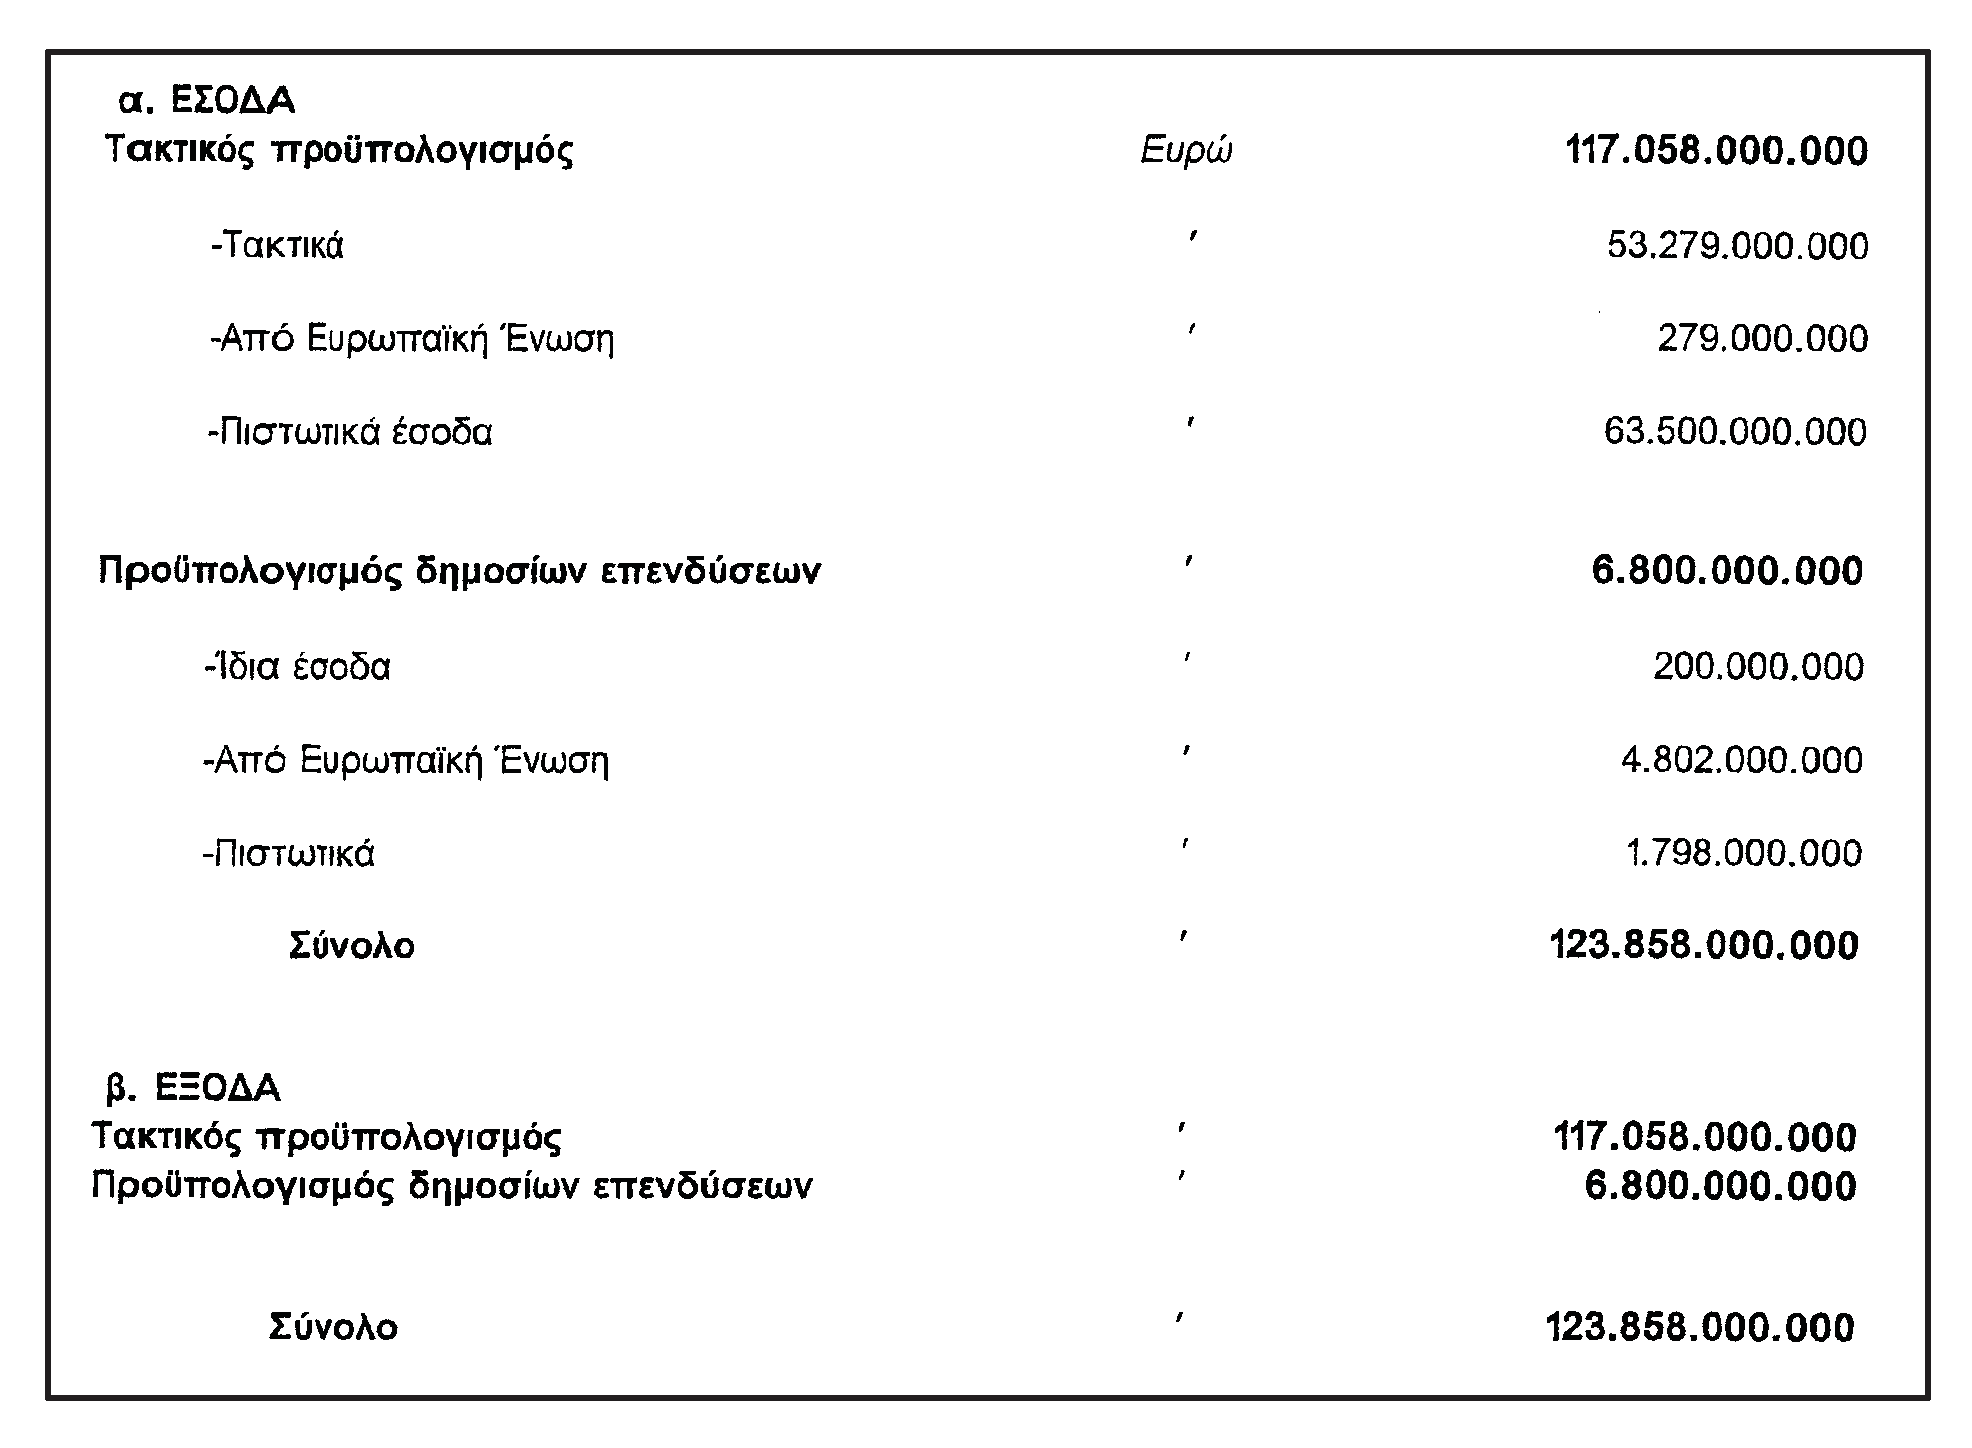 α. ΕΣΟΔΑ
Τακτικός προϋπολογισμός Ευρώ 117.058.000.000
-Τακτικά ' 53.279.000.000
-Από Ευρωπαϊκή Ένωση ' 279.000.000
-Πιστωτικά έσοδα ' 63.500.000.000
Προϋπολογισμός δημοσίων επενδύσεων ' 6.800.000.000
-Ίδια έσοδα ' 200.000.000
-Από Ευρωπαϊκή Ένωση ' 4.802.000.000
-Πιστωτικά ' 1.798.000.000
Σύνολο ' 123.858.000.000
β. ΕΞΟΔΑ
Τακτικός προϋπολογισμός ' 117.058.000.000
Προϋπολογισμός δημοσίων επενδύσεων ' 6.800.000.000
Σύνολο ' 123.858.000.000